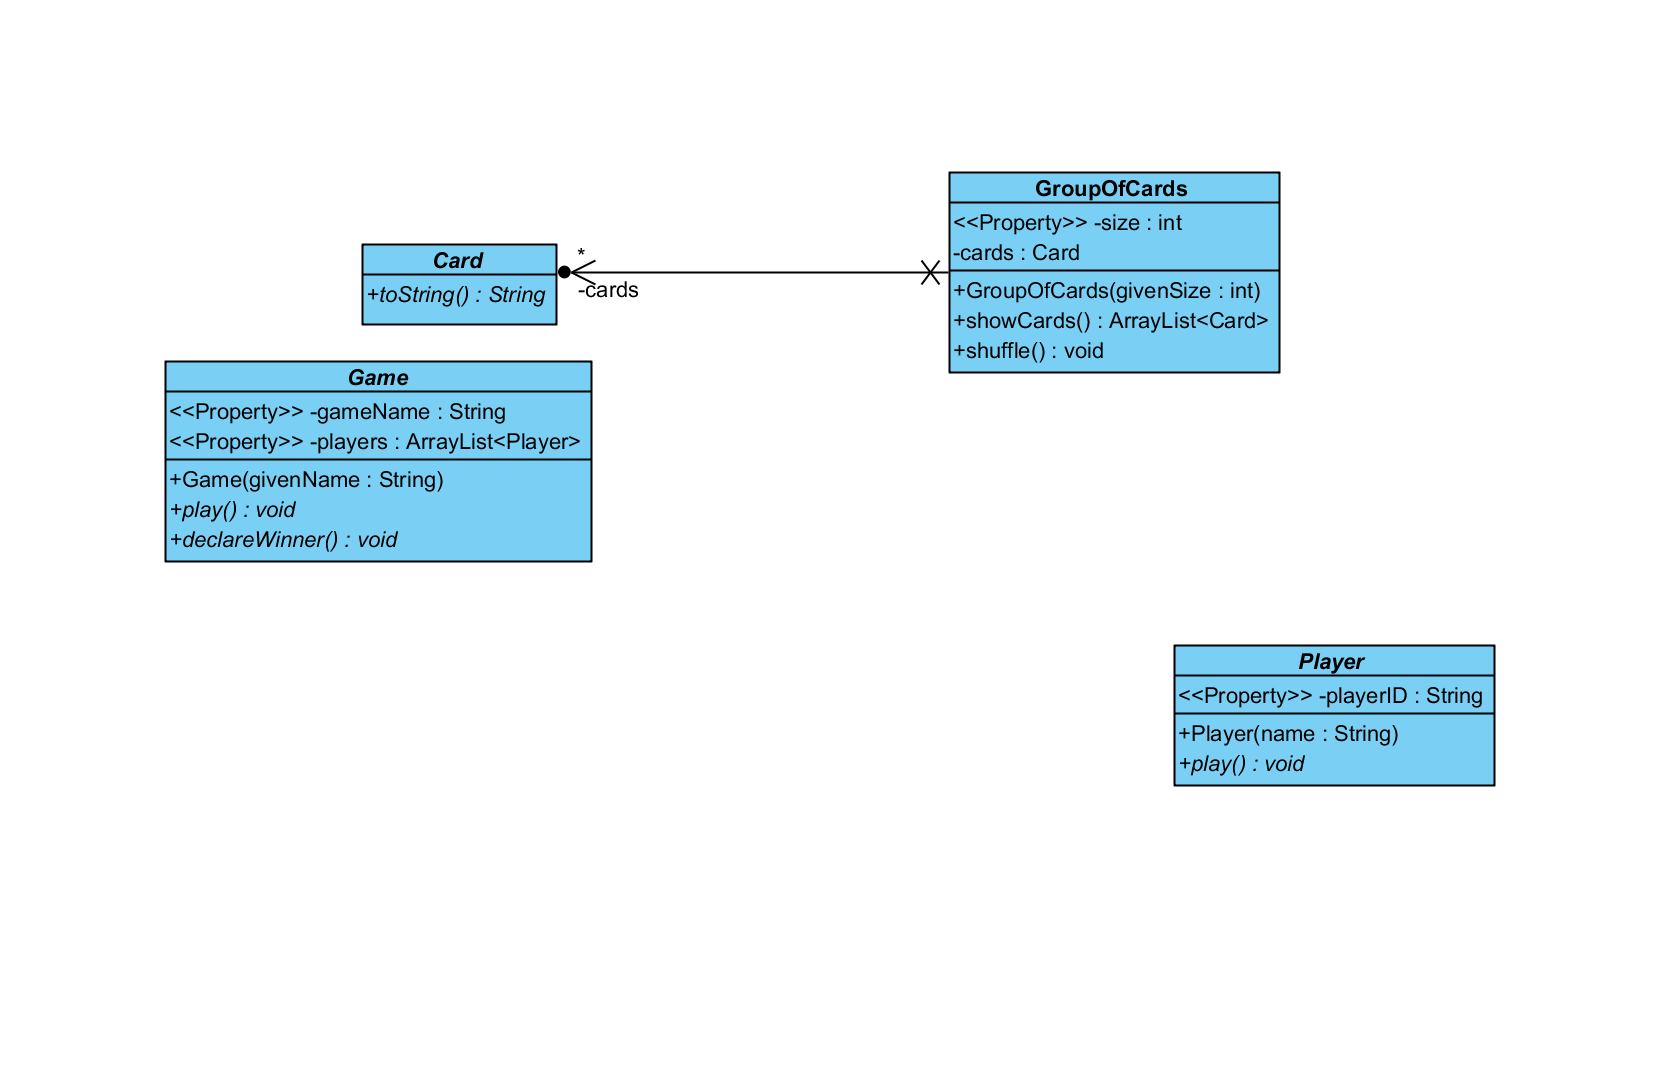 GroupOfCards
<<Property>> -size : int
-cards : Card
+GroupOfCards(givenSize : int)
+showCards() : ArrayList<Card>
+shuffle() : void
Card
+toString() : String
*
-cards
Game
<<Property>> -gameName : String
<<Property>> -players : ArrayList<Player>
+Game(givenName : String)
+play() : void
+declareWinner() : void
Player
<<Property>> -playerID : String
+Player(name : String)
+play() : void